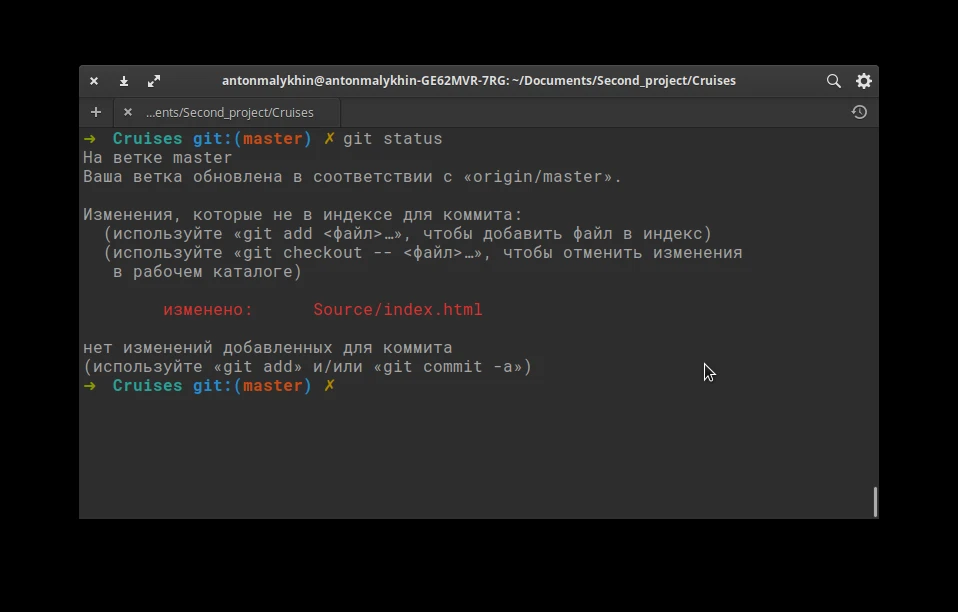 antonmalykhin@antonmalykhin-GE62MVR-7RG: ~/Documents/Second_project/Cruises
...ents/Second_project/Cruises
➜ Cruises git:(master) ✗ git status
На ветке master
Ваша ветка обновлена в соответствии с «origin/master».
Изменения, которые не в индексе для коммита:
(используйте «git add <файл>…», чтобы добавить файл в индекс)
(используйте «git checkout -- <файл>…», чтобы отменить изменения
в рабочем каталоге)
изменено: Source/index.html
нет изменений добавленных для коммита
(используйте «git add» и/или «git commit -a»)
➜ Cruises git:(master) ✗